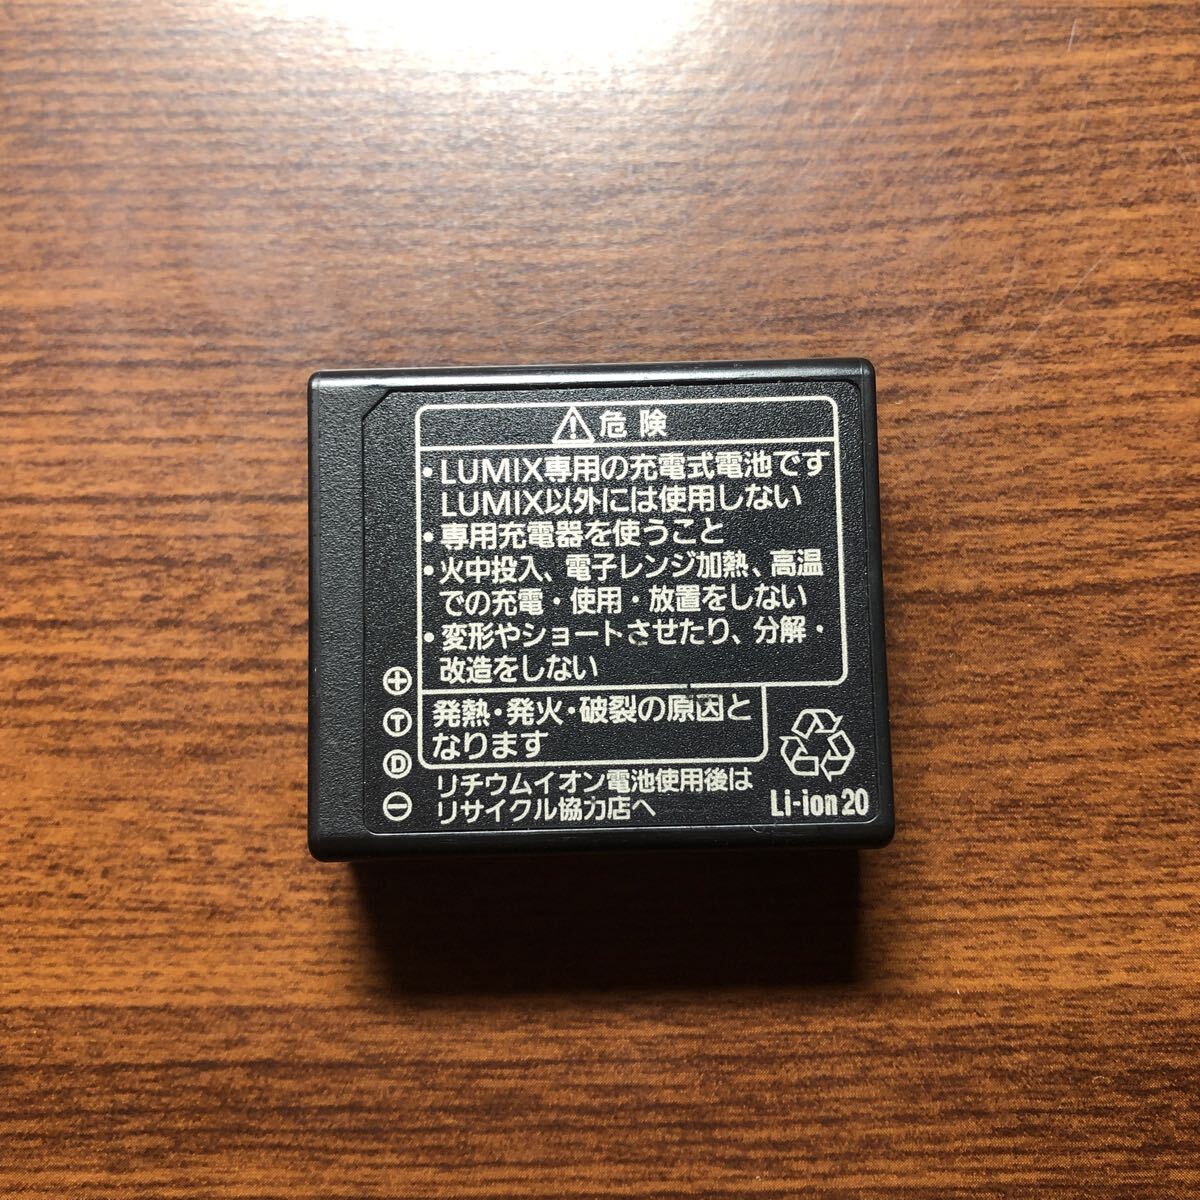 ⚠危険
・LUMIX専用の充電式電池です
LUMIX以外には使用しない
・専用充電器を使うこと
・火中投入、電子レンジ加熱、高温
での充電・使用・放置をしない
・変形やショートさせたり、分解・
改造をしない
発熱・発火・破裂の原因と
なります
リチウムイオン電池使用後は
リサイクル協力店へ
⊕
Ⓣ
Ⓓ
⊖
Li-ion20